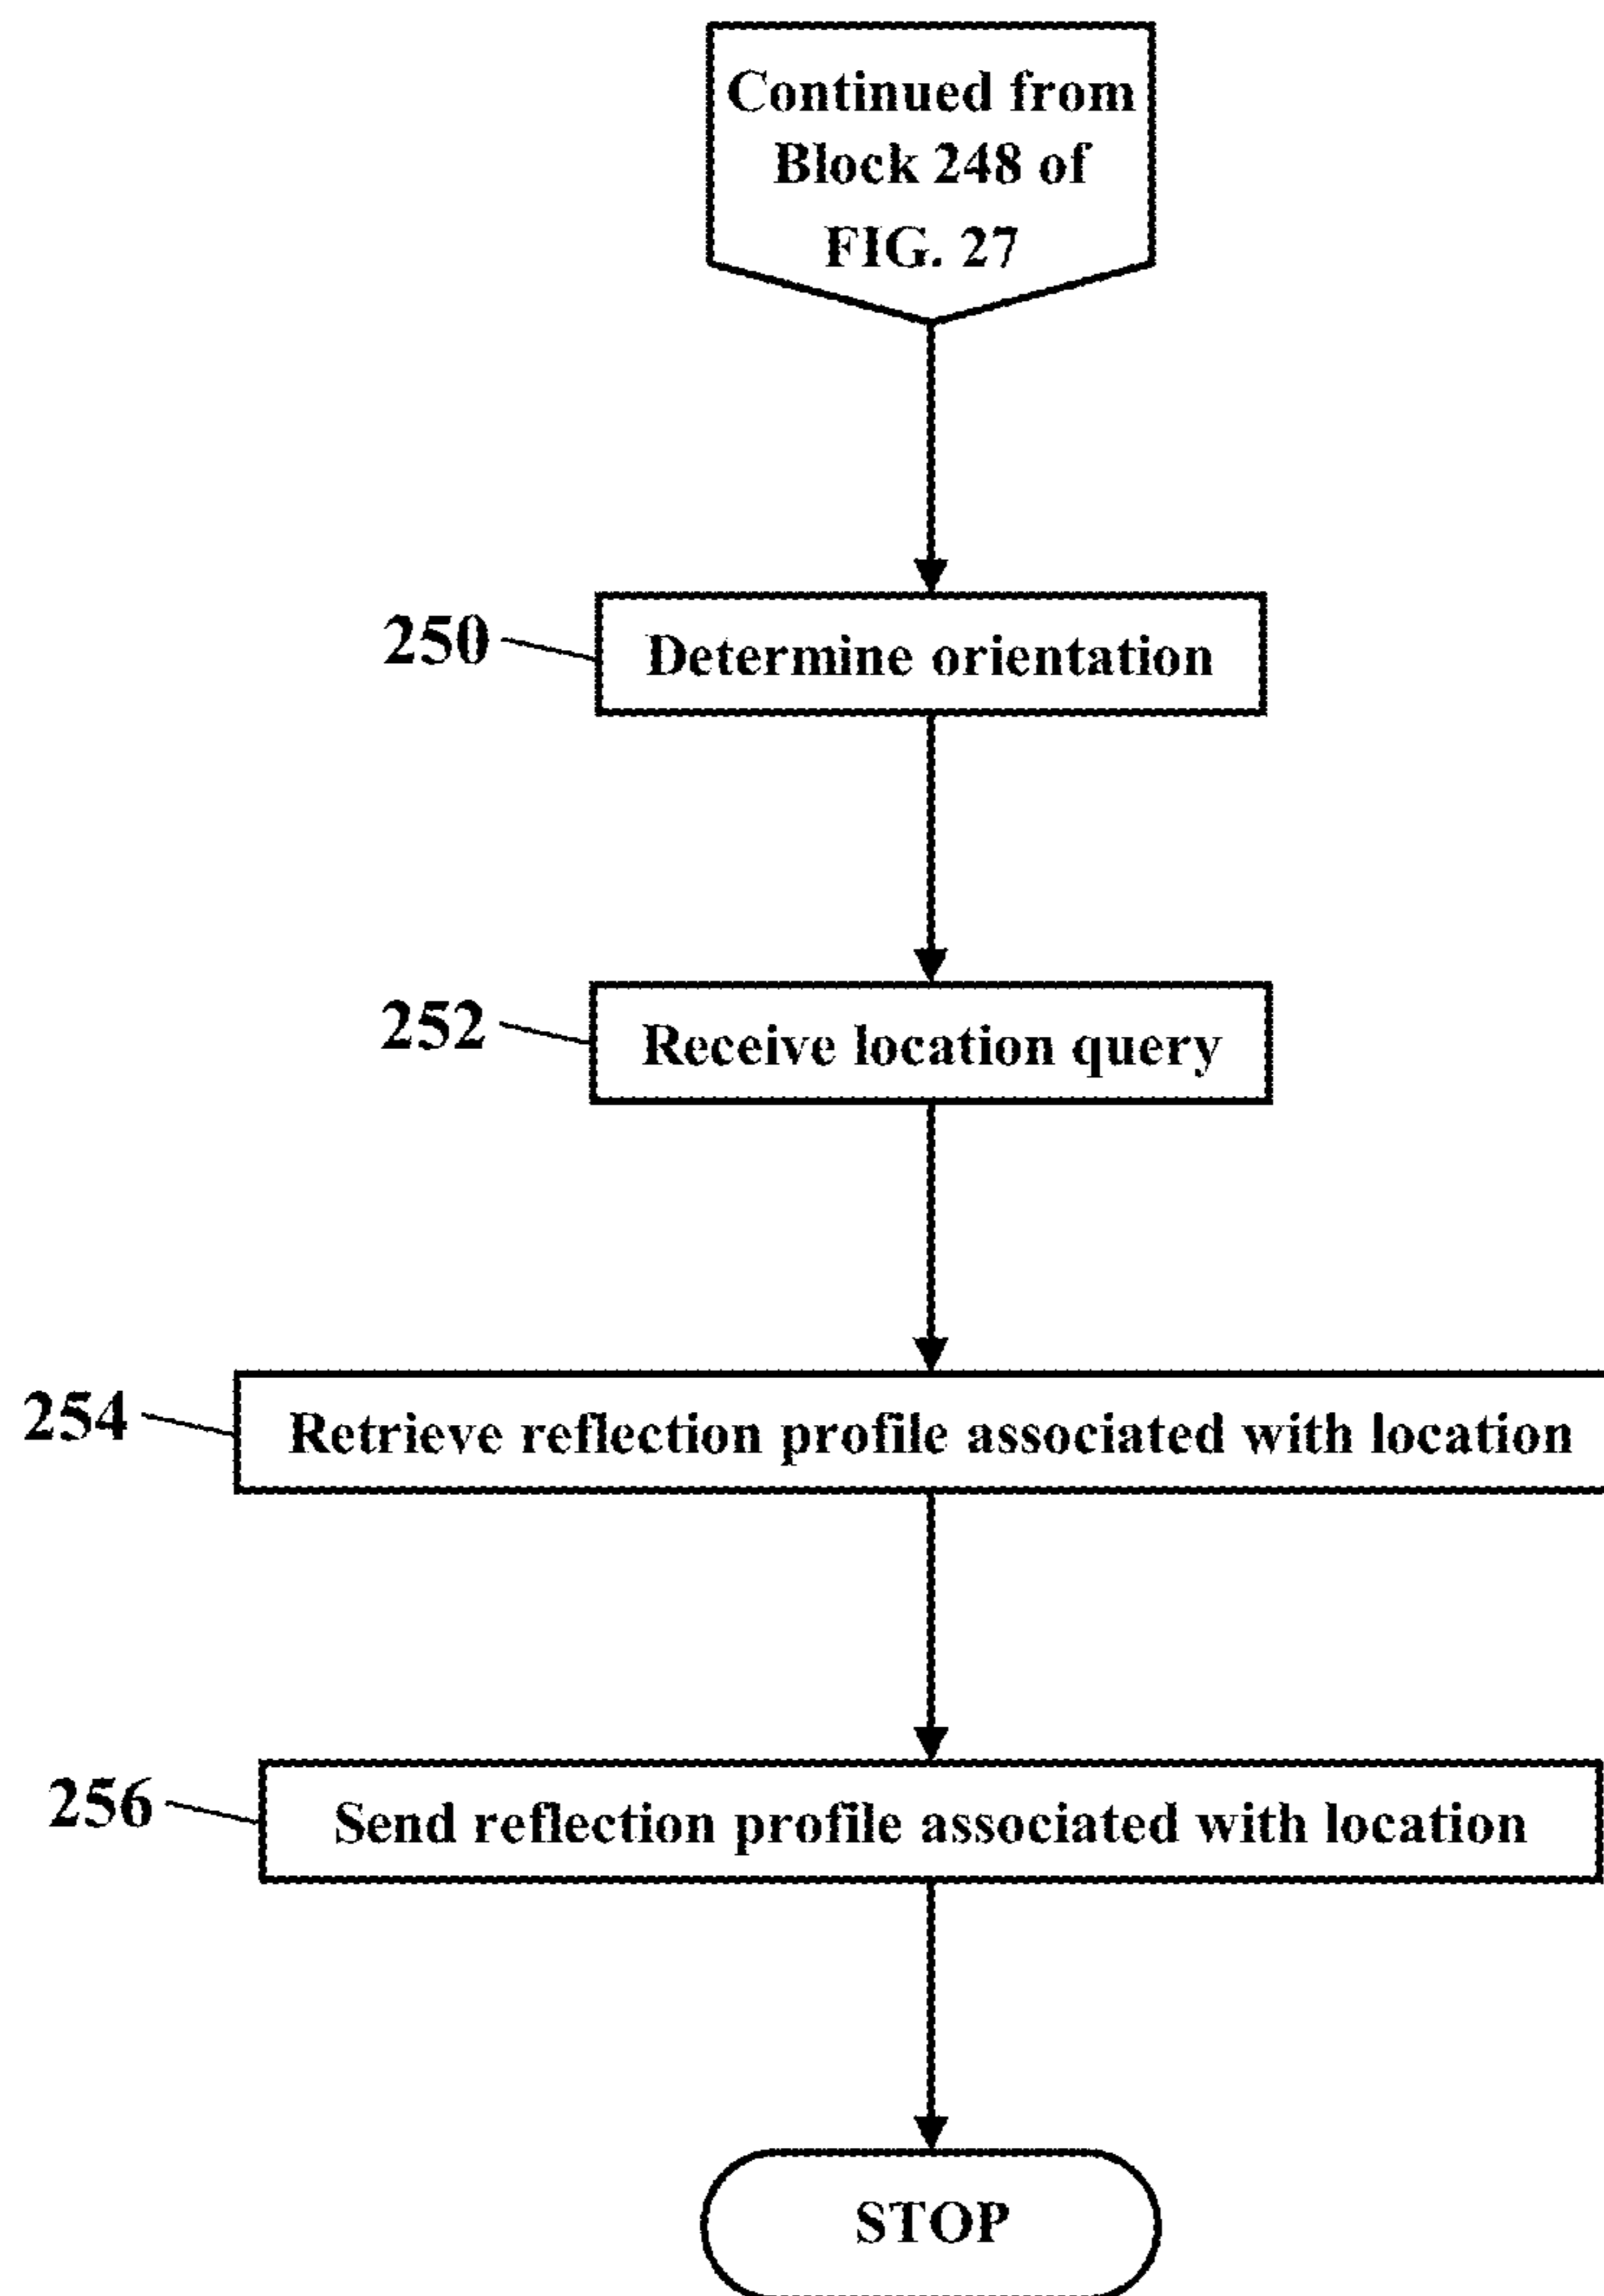 Continued from
Block 248 of
FIG. 27
250
Determine orientation
252
Receive location query
254
Retrieve reflection profile associated with location
256
Send reflection profile associated with location
STOP